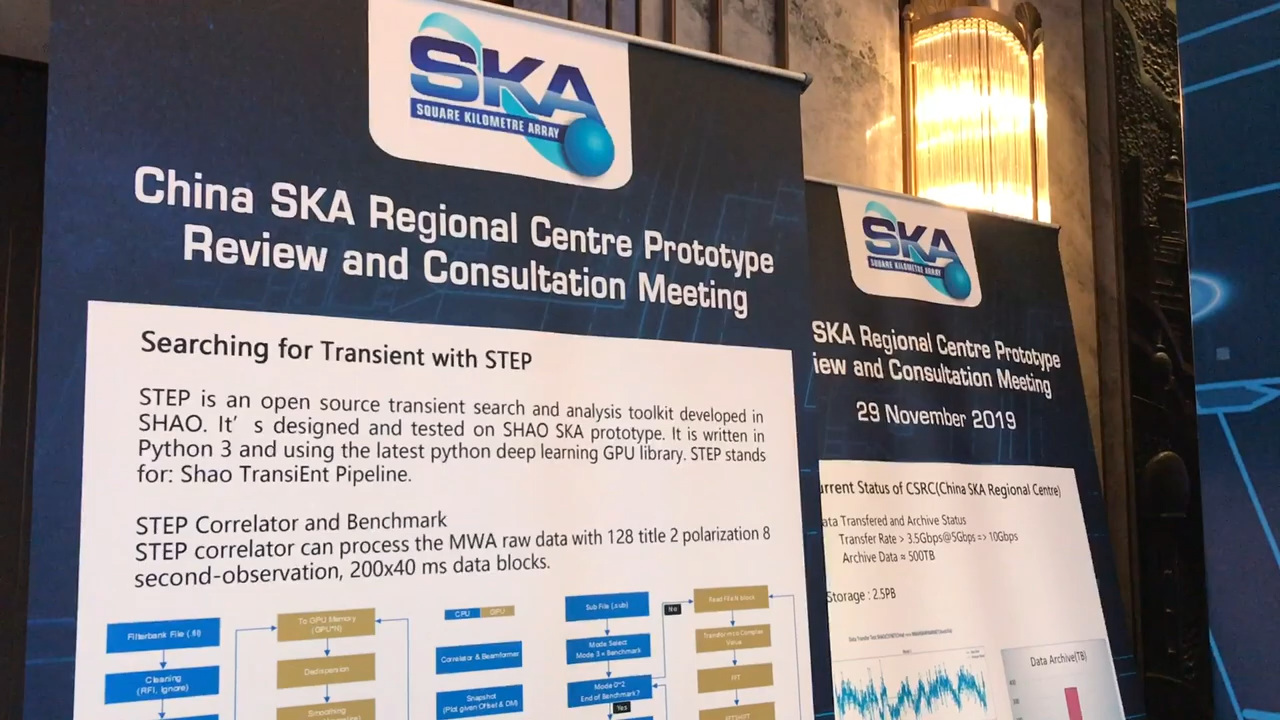 SKA
SQUARE KILOMETRE ARRAY
China SKA Regional Centre Prototype
Review and Consultation Meeting
Searching for Transient with STEP
STEP is an open source transient search and analysis toolkit developed in
SHAO. It's designed and tested on SHAO SKA prototype. It is written in
Python 3 and using the latest python deep learning GPU library. STEP stands
for: Shao TransiEnt Pipeline.
STEP Correlator and Benchmark
STEP correlator can process the MWA raw data with 128 title 2 polarization 8
second-observation, 200x40 ms data blocks.
Filterbank File (.fil)
Cleaning
(RFI, Ignore)
To GPU Memory
(GPU*N)
Dedispersion
Smoothing
CPU GPU
Correlator & Beamformer
Snapshot
(Plot given Offset & DM)
Sub File (.sub)
Mode Select
Mode 3 = Benchmark
Mode 0~2
End of Benchmark?
Yes
No
Read File N block
Transform to Complex
Value
FFT
FFTSHIFT
SKA
SQUARE KILOMETRE ARRAY
SKA Regional Centre Prototype
iew and Consultation Meeting
29 November 2019
urrent Status of CSRC(China SKA Regional Centre)
ata Transfered and Archive Status
Transfer Rate > 3.5Gbps@5Gbps => 10Gbps
Archive Data ≈ 500TB
Storage : 2.5PB
Data Archive(TB)